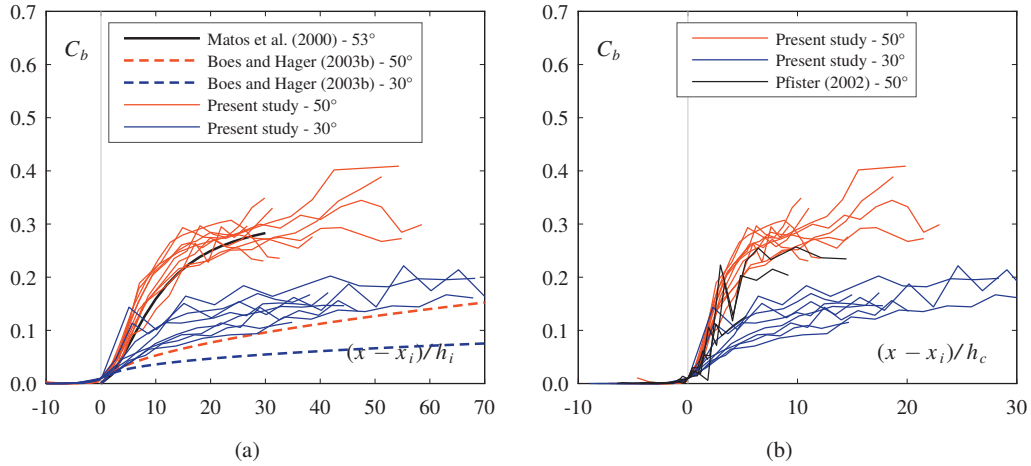 0.7
0.6
0.5
0.4
0.3
0.2
0.1
0.0
C_b
Matos et al. (2000) - 53°
Boes and Hager (2003b) - 50°
Boes and Hager (2003b) - 30°
Present study - 50°
Present study - 30°
(x − x_i)/h_i
-10 0 10 20 30 40 50 60 70
(a)
0.7
0.6
0.5
0.4
0.3
0.2
0.1
0.0
C_b
Present study - 50°
Present study - 30°
Pfister (2002) - 50°
(x − x_i)/h_c
-10 0 10 20 30
(b)